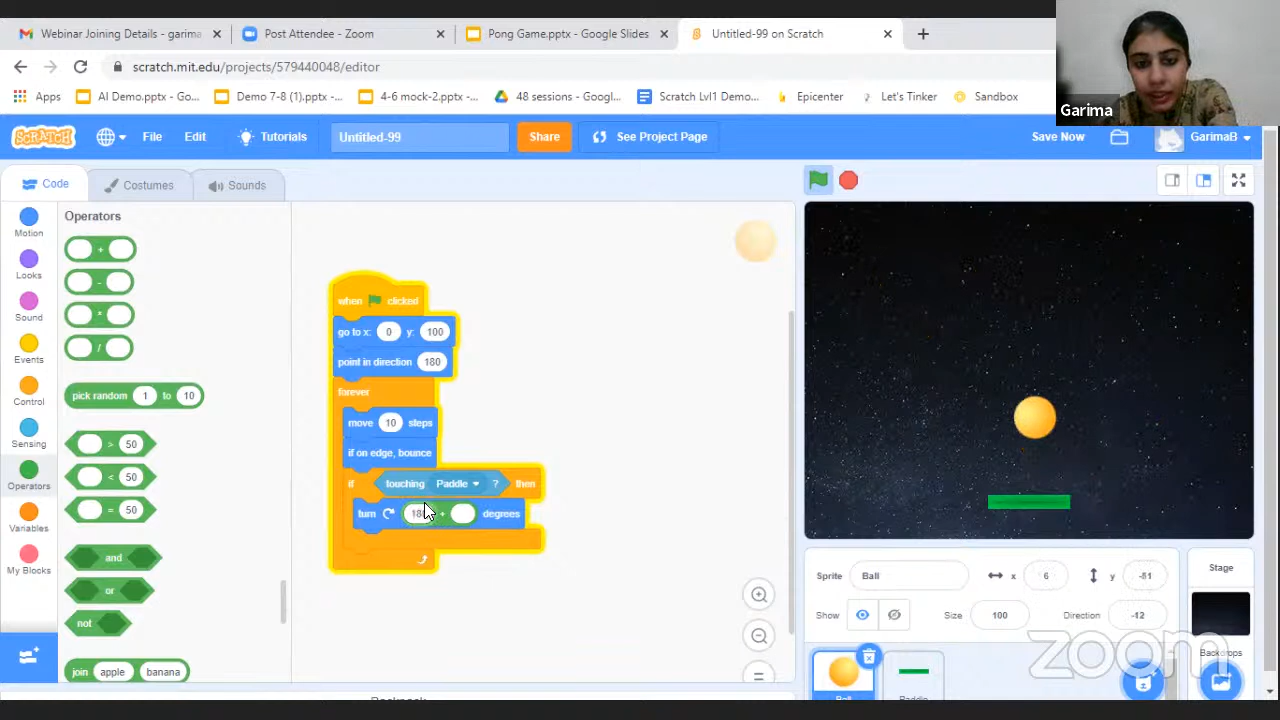 Webinar Joining Details - garima
Post Attendee - Zoom
Pong Game.pptx - Google Slides
Untitled-99 on Scratch
scratch.mit.edu/projects/579440048/editor
Apps
AI Demo.pptx - Go...
Demo 7-8 (1).pptx -...
4-6 mock-2.pptx -...
48 sessions - Googl...
Scratch Lvl1 Demo...
Epicenter
Let's Tinker
Sandbox
Garima
SCRATCH
File
Edit
Tutorials
Untitled-99
Share
See Project Page
Save Now
GarimaB
Code
Costumes
Sounds
Motion
Looks
Sound
Events
Control
Sensing
Operators
Variables
My Blocks
Operators
+
-
*
/
pick random 1 to 10
> 50
< 50
= 50
and
or
not
join apple banana
when clicked
go to x: 0 y: 100
point in direction 180
forever
move 10 steps
if on edge, bounce
if touching Paddle ? then
turn 180 + degrees
Sprite Ball x 6 y -81
Show Size 100 Direction -12
Stage
Backdrops
Ball
Paddle
Backpack
zoom